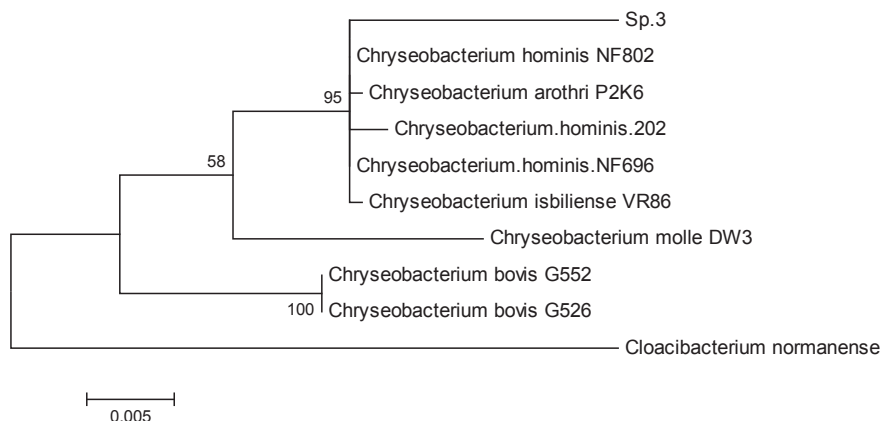 Sp.3
Chryseobacterium hominis NF802
95
Chryseobacterium arothri P2K6
Chryseobacterium.hominis.202
58
Chryseobacterium.hominis.NF696
Chryseobacterium isbiliense VR86
Chryseobacterium molle DW3
Chryseobacterium bovis G552
100
Chryseobacterium bovis G526
Cloacibacterium normanense
0.005